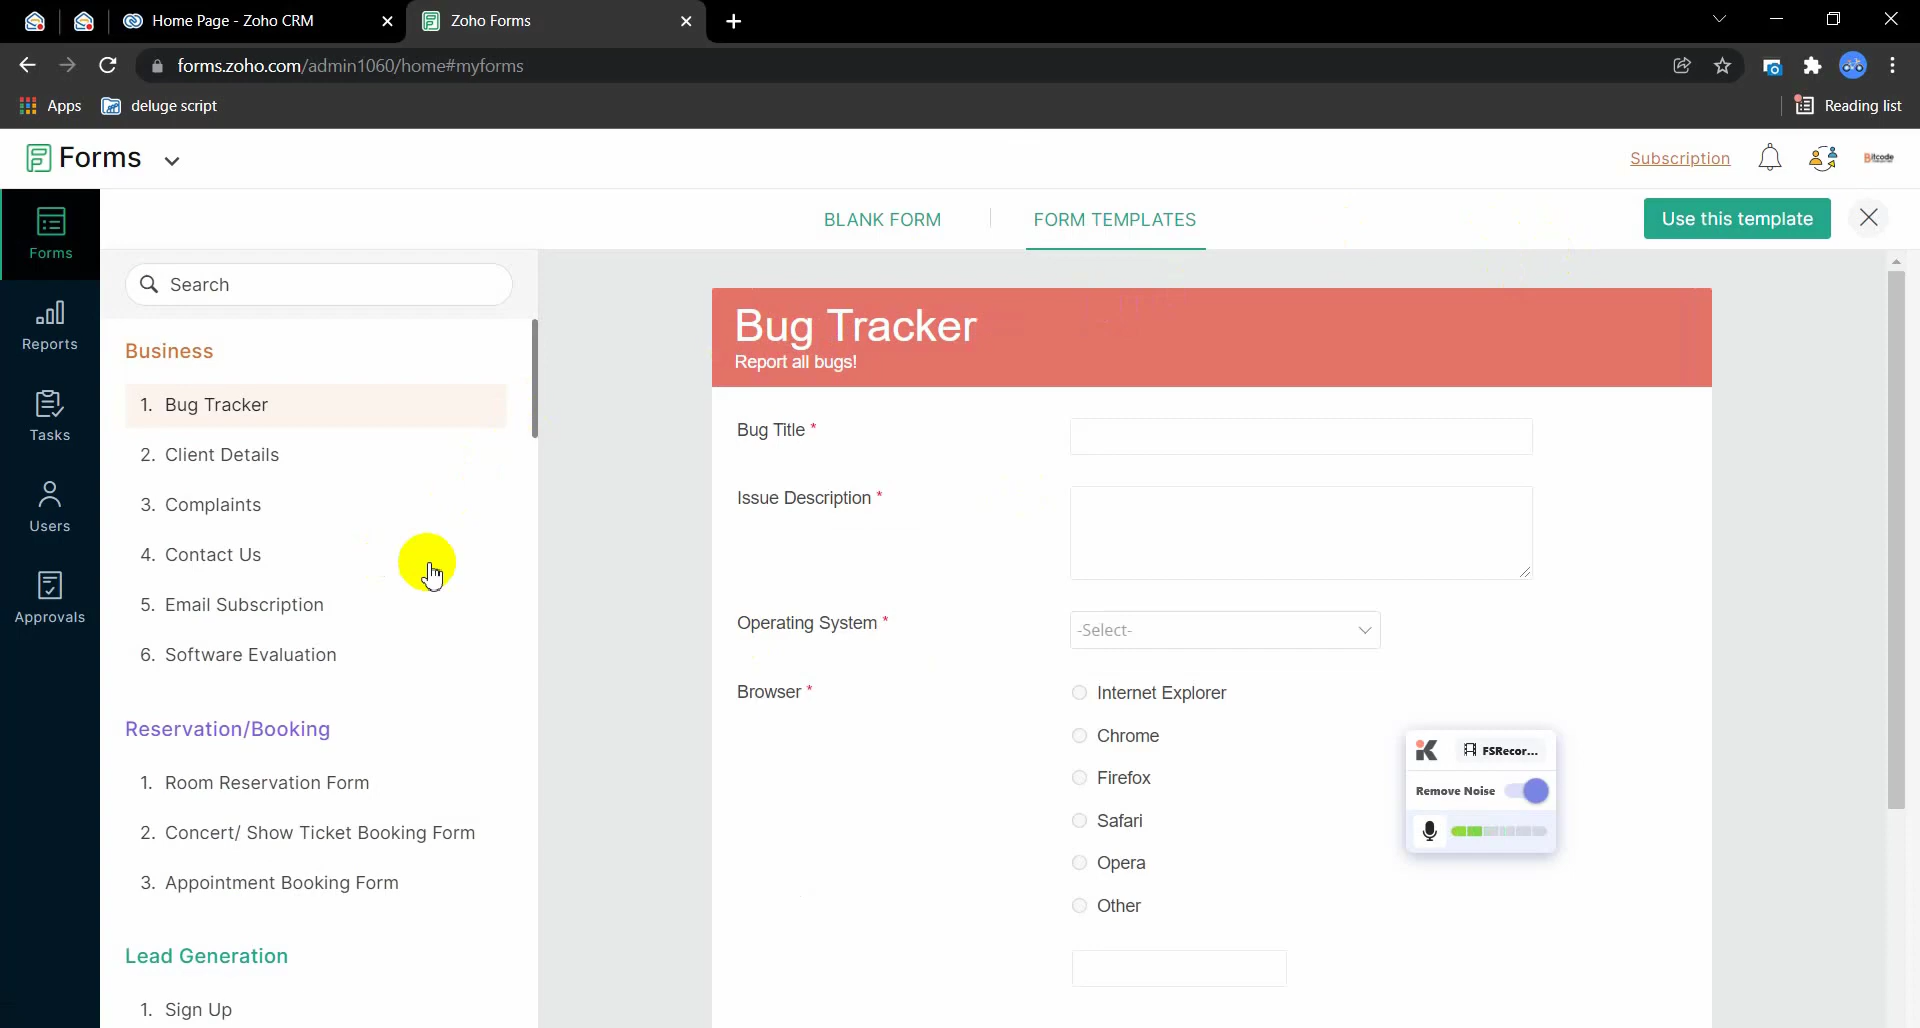 Home Page - Zoho CRM
Zoho Forms
forms.zoho.com/admin1060/home#myforms
Apps
deluge script
Reading list
Forms
Subscription
Bitcode
Forms
Reports
Tasks
Users
Approvals
BLANK FORM
FORM TEMPLATES
Use this template
Search
Business
1. Bug Tracker
2. Client Details
3. Complaints
4. Contact Us
5. Email Subscription
6. Software Evaluation
Reservation/Booking
1. Room Reservation Form
2. Concert/ Show Ticket Booking Form
3. Appointment Booking Form
Lead Generation
1. Sign Up
Bug Tracker
Report all bugs!
Bug Title *
Issue Description *
Operating System *
-Select-
Browser *
Internet Explorer
Chrome
Firefox
Safari
Opera
Other
FSRecor...
Remove Noise